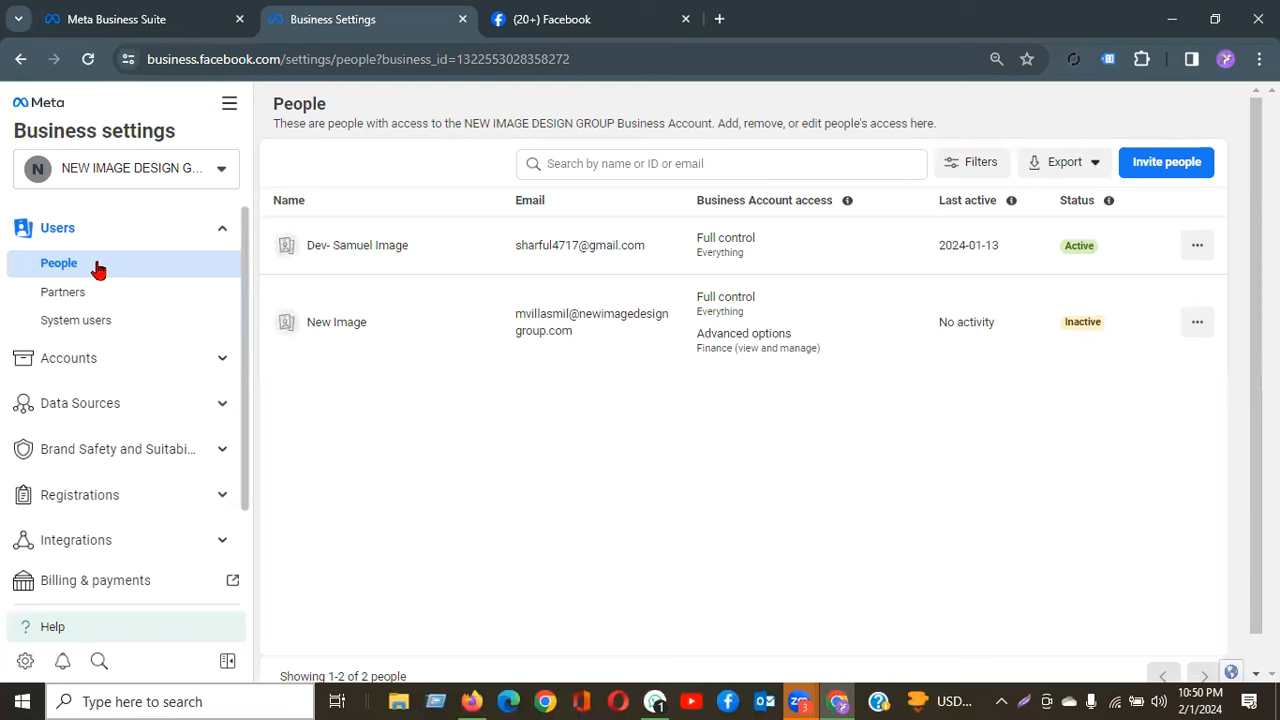 Meta Business Suite
Business Settings
(20+) Facebook
business.facebook.com/settings/people?business_id=1322553028358272
Meta
Business settings
N
NEW IMAGE DESIGN G...
Users
People
Partners
System users
Accounts
Data Sources
Brand Safety and Suitabi...
Registrations
Integrations
Billing & payments
? Help
People
These are people with access to the NEW IMAGE DESIGN GROUP Business Account. Add, remove, or edit people's access here.
Search by name or ID or email
Filters
Export
Invite people
Name Email Business Account access Last active Status
Dev- Samuel Image sharful4717@gmail.com Full control 2024-01-13 Active
Everything
New Image mvillasmil@newimagedesign Full control No activity Inactive
group.com Everything
Advanced options
Finance (view and manage)
Showing 1-2 of 2 people
Type here to search
3
USD...
10:50 PM
2/1/2024